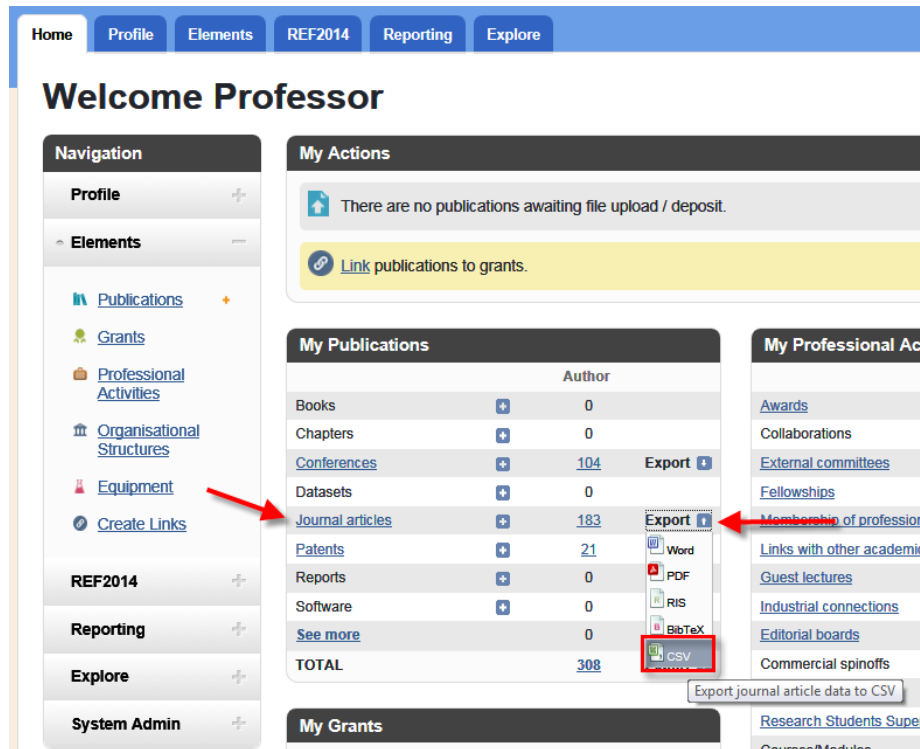 Home Profile Elements REF2014 Reporting Explore
Welcome Professor
Navigation
Profile
Elements
Publications
Grants
Professional
Activities
Organisational
Structures
Equipment
Create Links
REF2014
Reporting
Explore
System Admin
My Actions
There are no publications awaiting file upload / deposit.
Link publications to grants.
My Publications
Author
Books 0
Chapters 0
Conferences 104 Export
Datasets 0
Journal articles 183 Export
Patents 21
Reports 0
Software 0
See more 0
TOTAL 308
Word
PDF
RIS
BibTeX
CSV
Export journal article data to CSV
My Grants
My Professional Ac
Awards
Collaborations
External committees
Fellowships
Membership of profession
Links with other academi
Guest lectures
Industrial connections
Editorial boards
Commercial spinoffs
Research Students Supe